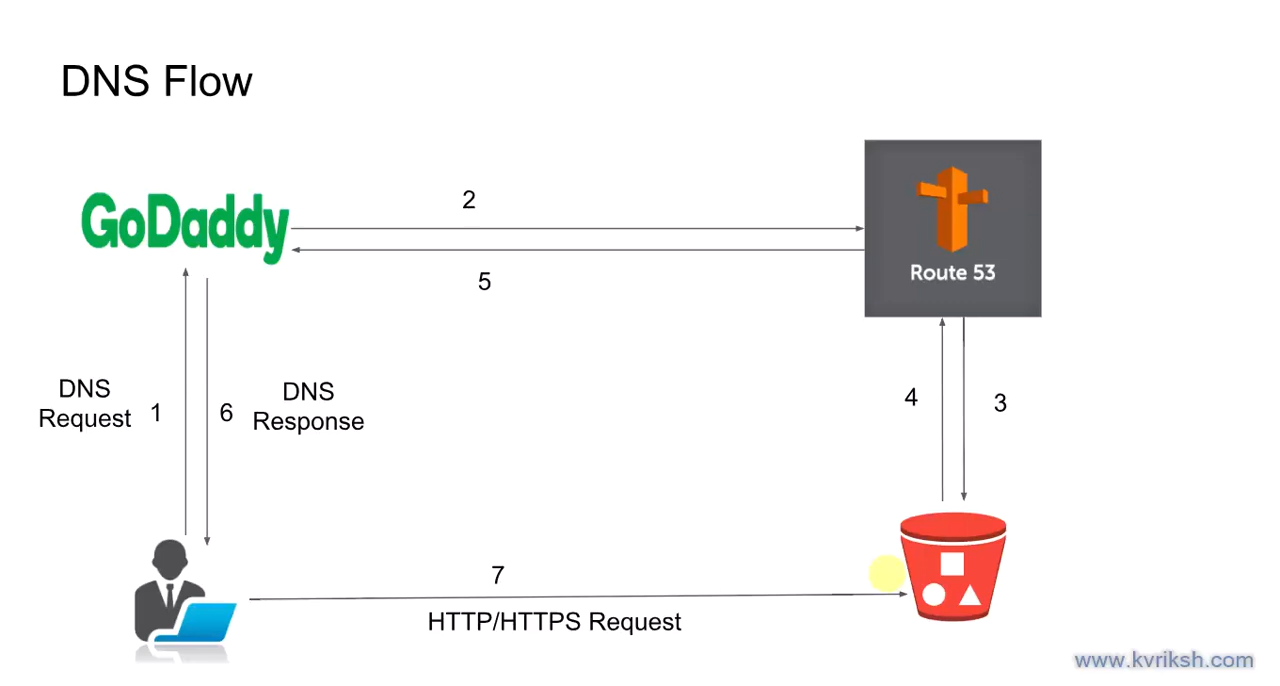 DNS Flow
GoDaddy
2
Route 53
5
DNS
Request
1
6
DNS
Response
4
3
7
HTTP/HTTPS Request
www.kvriksh.com